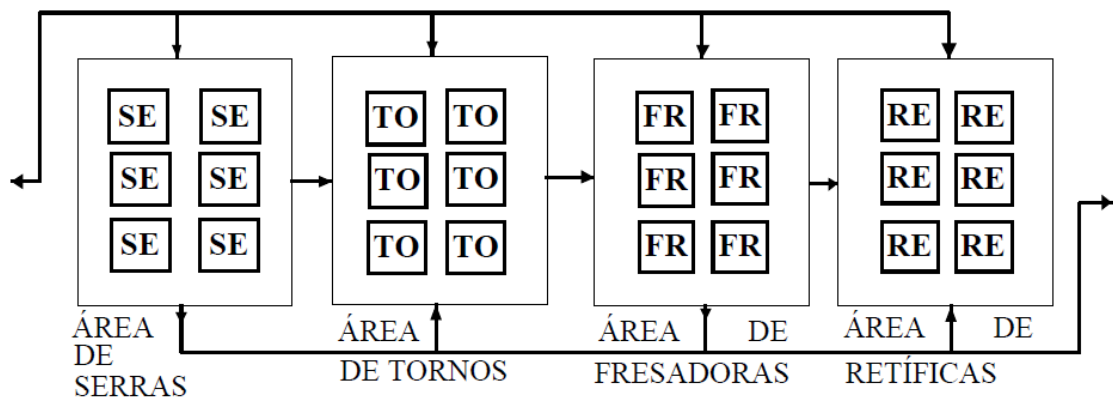 SE SE TO TO FR FR RE RE
SE SE TO TO FR FR RE RE
SE SE TO TO FR FR RE RE
ÁREA
DE
SERRAS
ÁREA
DE TORNOS
ÁREA DE
FRESADORAS
ÁREA DE
RETÍFICAS